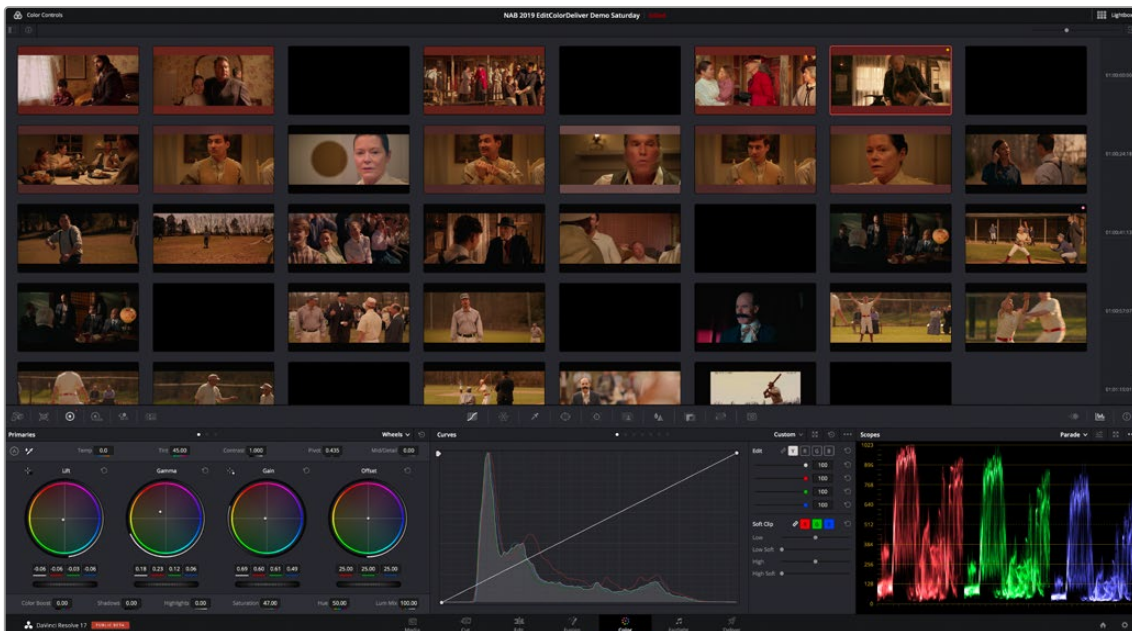 Color Controls
NAB 2019 EditColorDeliver Demo Saturday
Lightbox
Primaries
Wheels
Curves
Custom
Scopes
Parade
Temp 0.0
Tint 45.00
Contrast 1.000
Pivot 0.435
Mid/Detail 0.00
Lift
Gamma
Gain
Offset
-0.06 -0.06 -0.03 -0.06
0.18 0.23 0.12 0.06
0.69 0.60 0.61 0.49
25.00 25.00 25.00
Color Boost 0.00
Shadows 0.00
Highlights 0.00
Saturation 47.00
Hue 50.00
Lum Mix 100.00
Edit
Y R G B
100
100
100
100
Soft Clip
Low
Low Soft
High
High Soft
1023
896
768
640
512
384
256
128
0
DaVinci Resolve 17
PUBLIC BETA
Media
Cut
Edit
Fusion
Color
Fairlight
Deliver